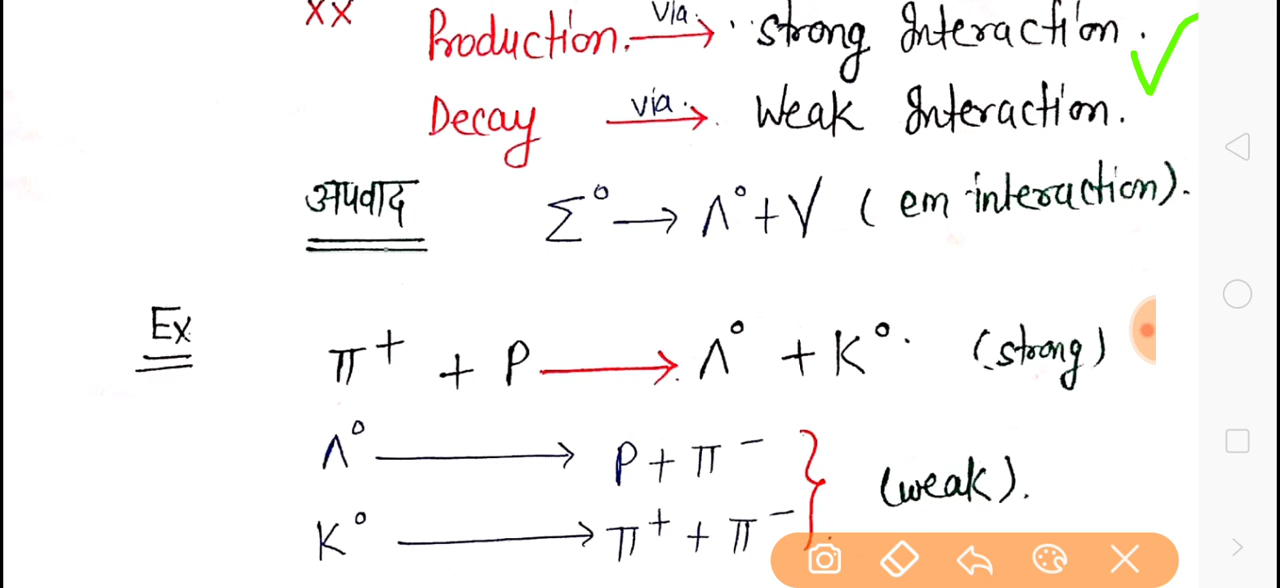 xx Production. via. → strong Interaction.
Decay via. → Weak Interaction.
अपवाद Σ° → Λ° + γ (em interaction).
Ex π+ + P → Λ° + K°. (strong)
Λ° → P + π−
(weak).
K° → π+ + π−